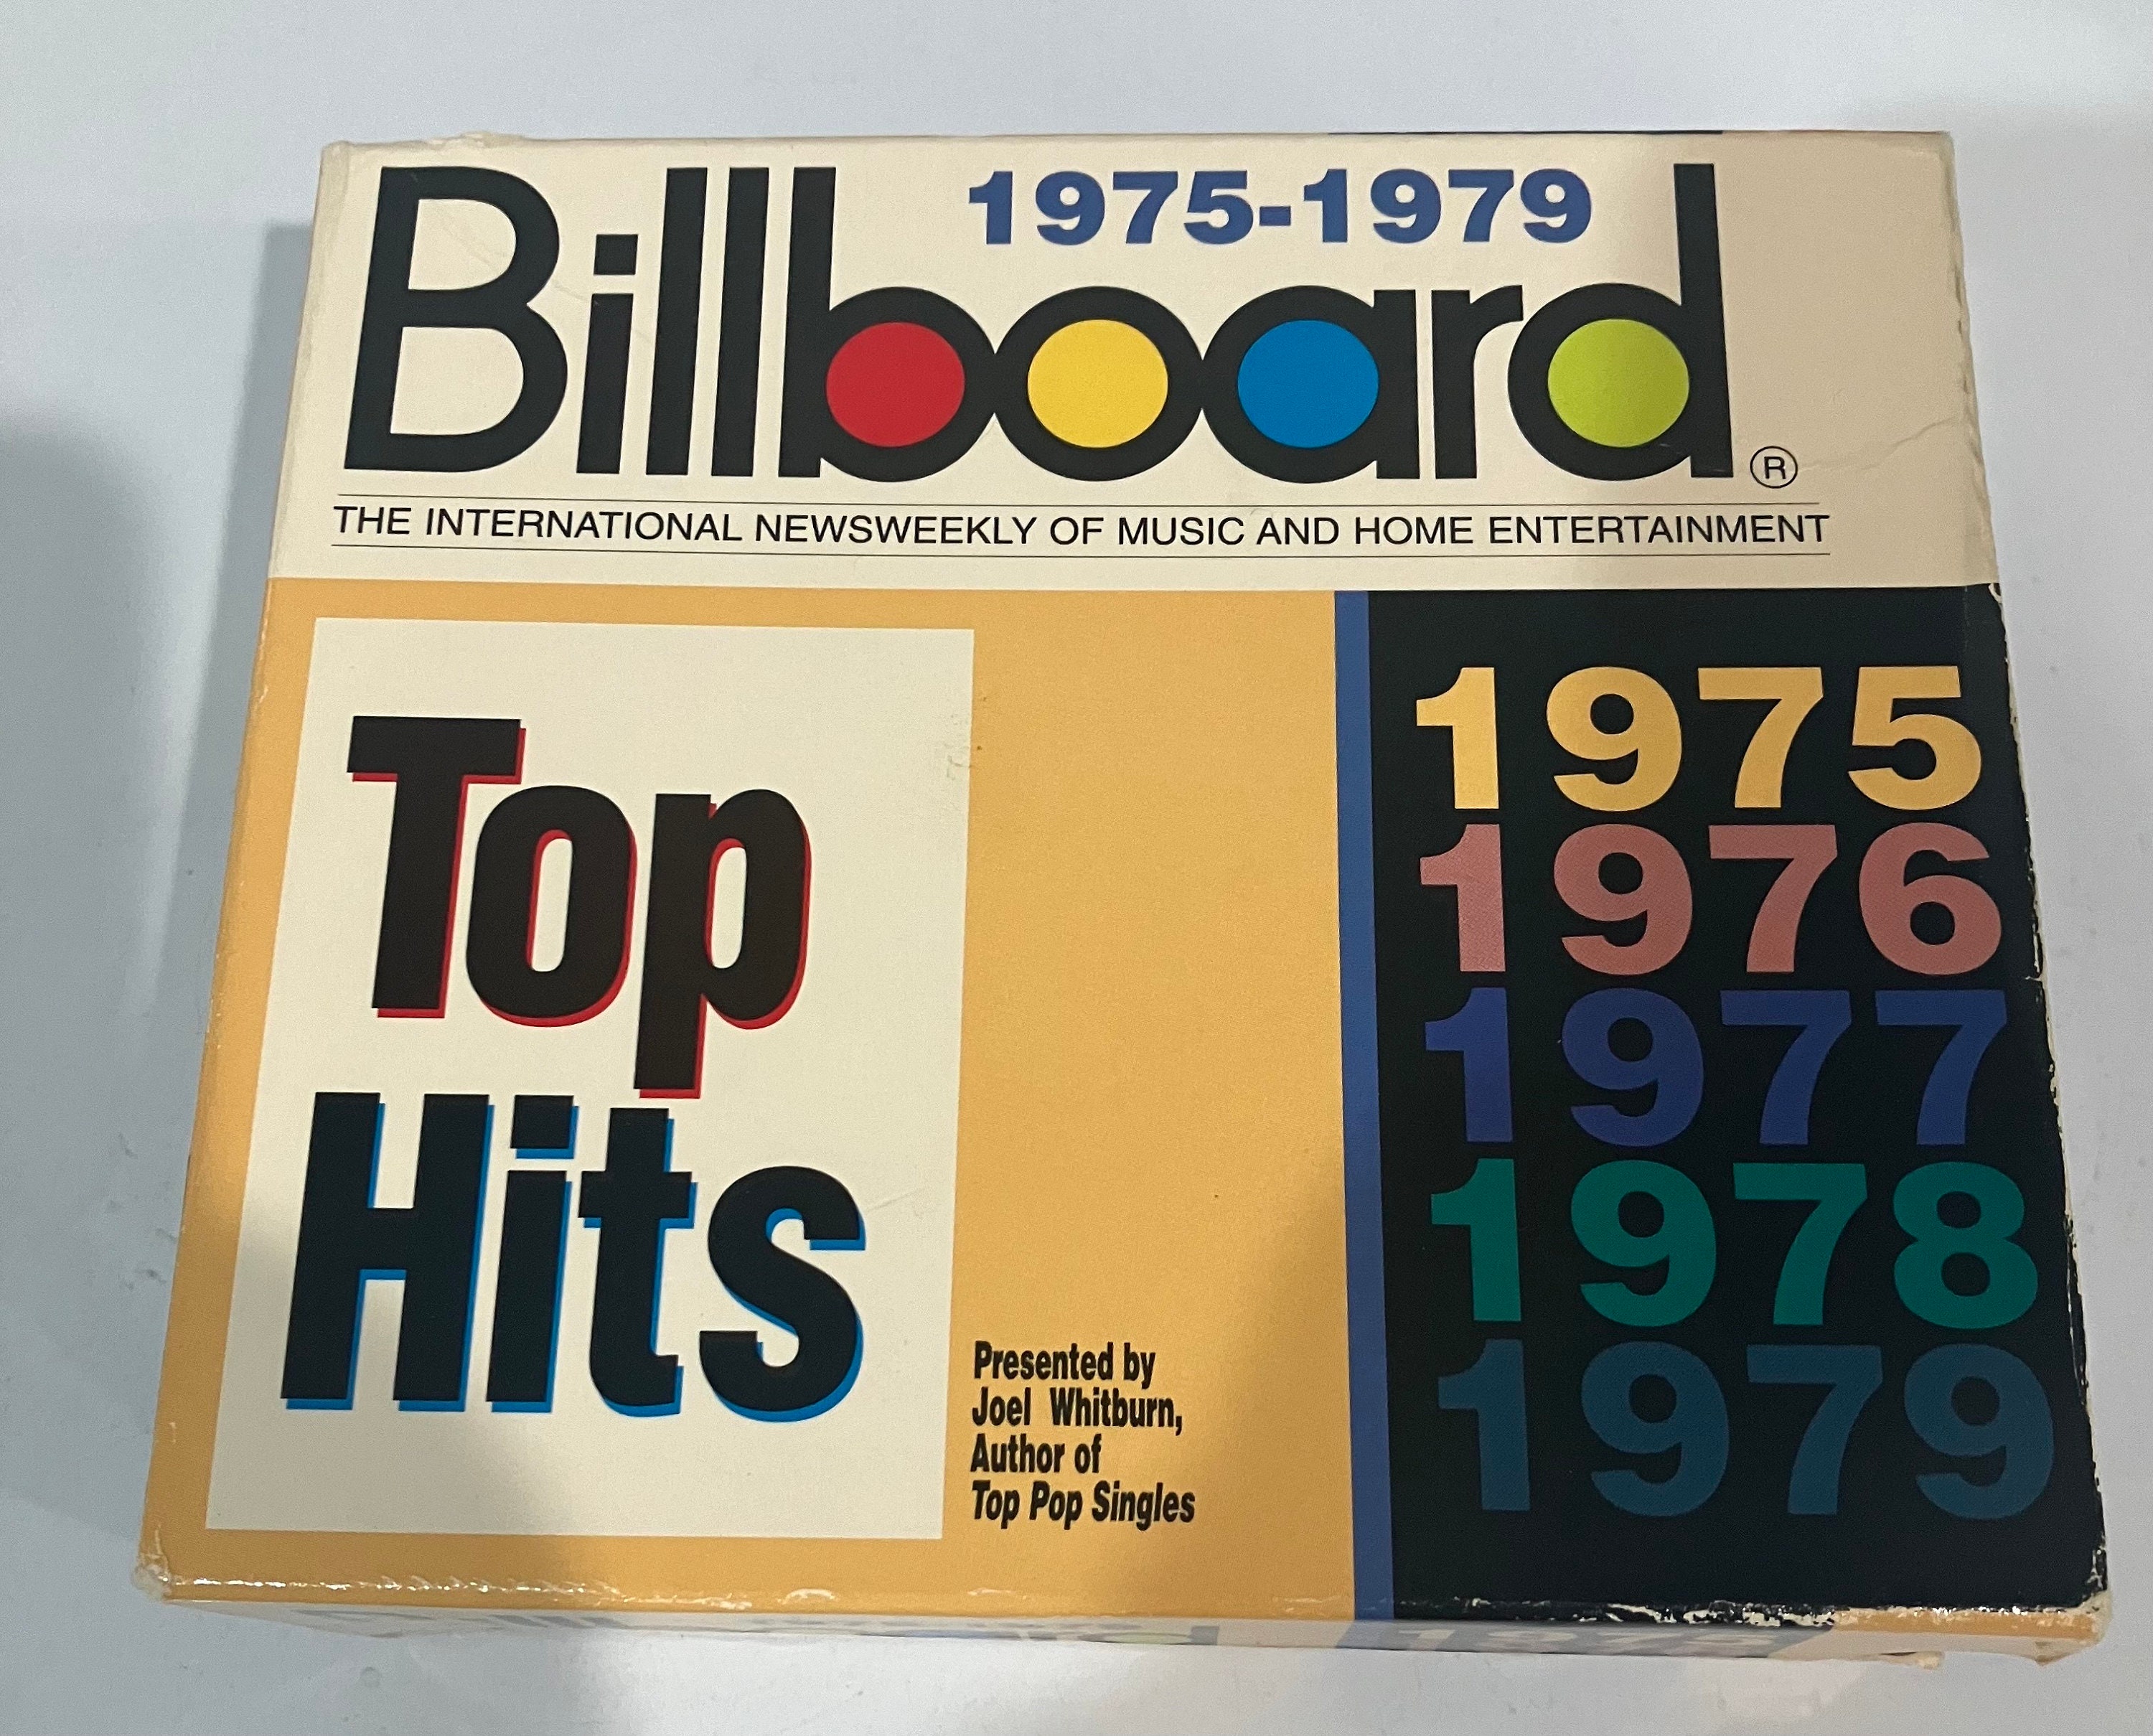 1975-1979
Billboard®
THE INTERNATIONAL NEWSWEEKLY OF MUSIC AND HOME ENTERTAINMENT
Top
Hits
Presented by
Joel Whitburn,
Author of
Top Pop Singles
1975
1976
1977
1978
1979